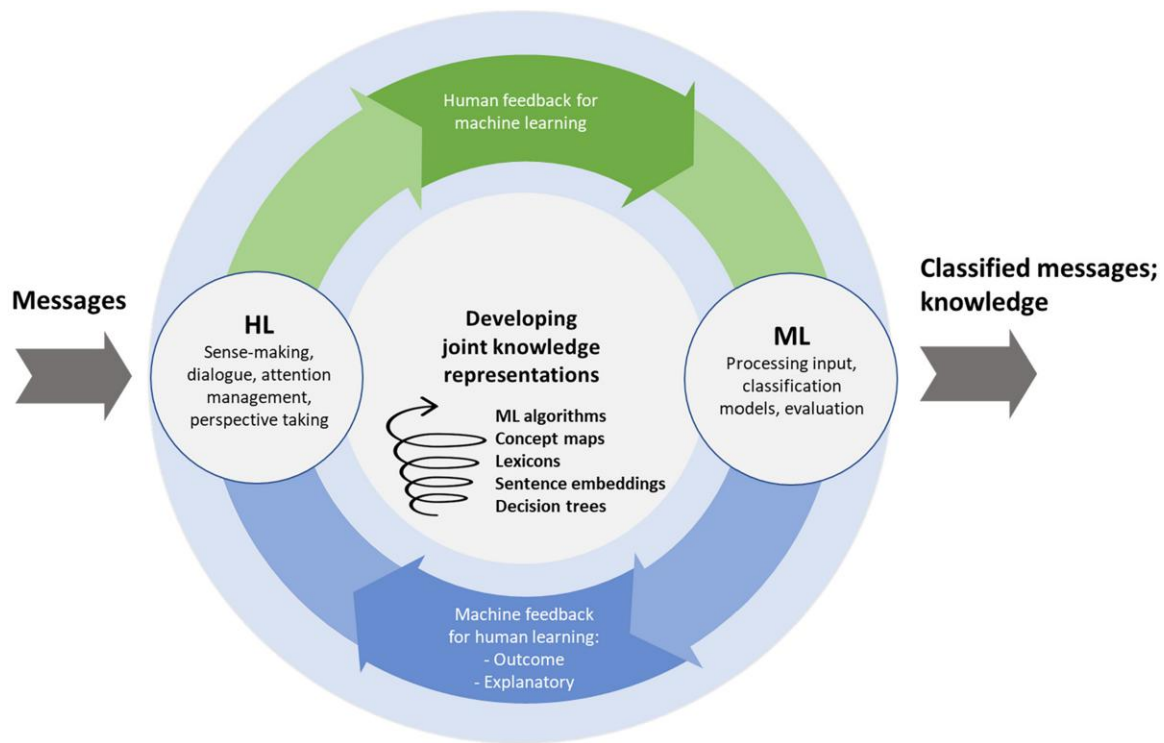 Human feedback for
machine learning
Messages
HL
Sense-making,
dialogue, attention
management,
perspective taking
Developing
joint knowledge
representations
ML algorithms
Concept maps
Lexicons
Sentence embeddings
Decision trees
ML
Processing input,
classification
models, evaluation
Classified messages;
knowledge
Machine feedback
for human learning:
- Outcome
- Explanatory